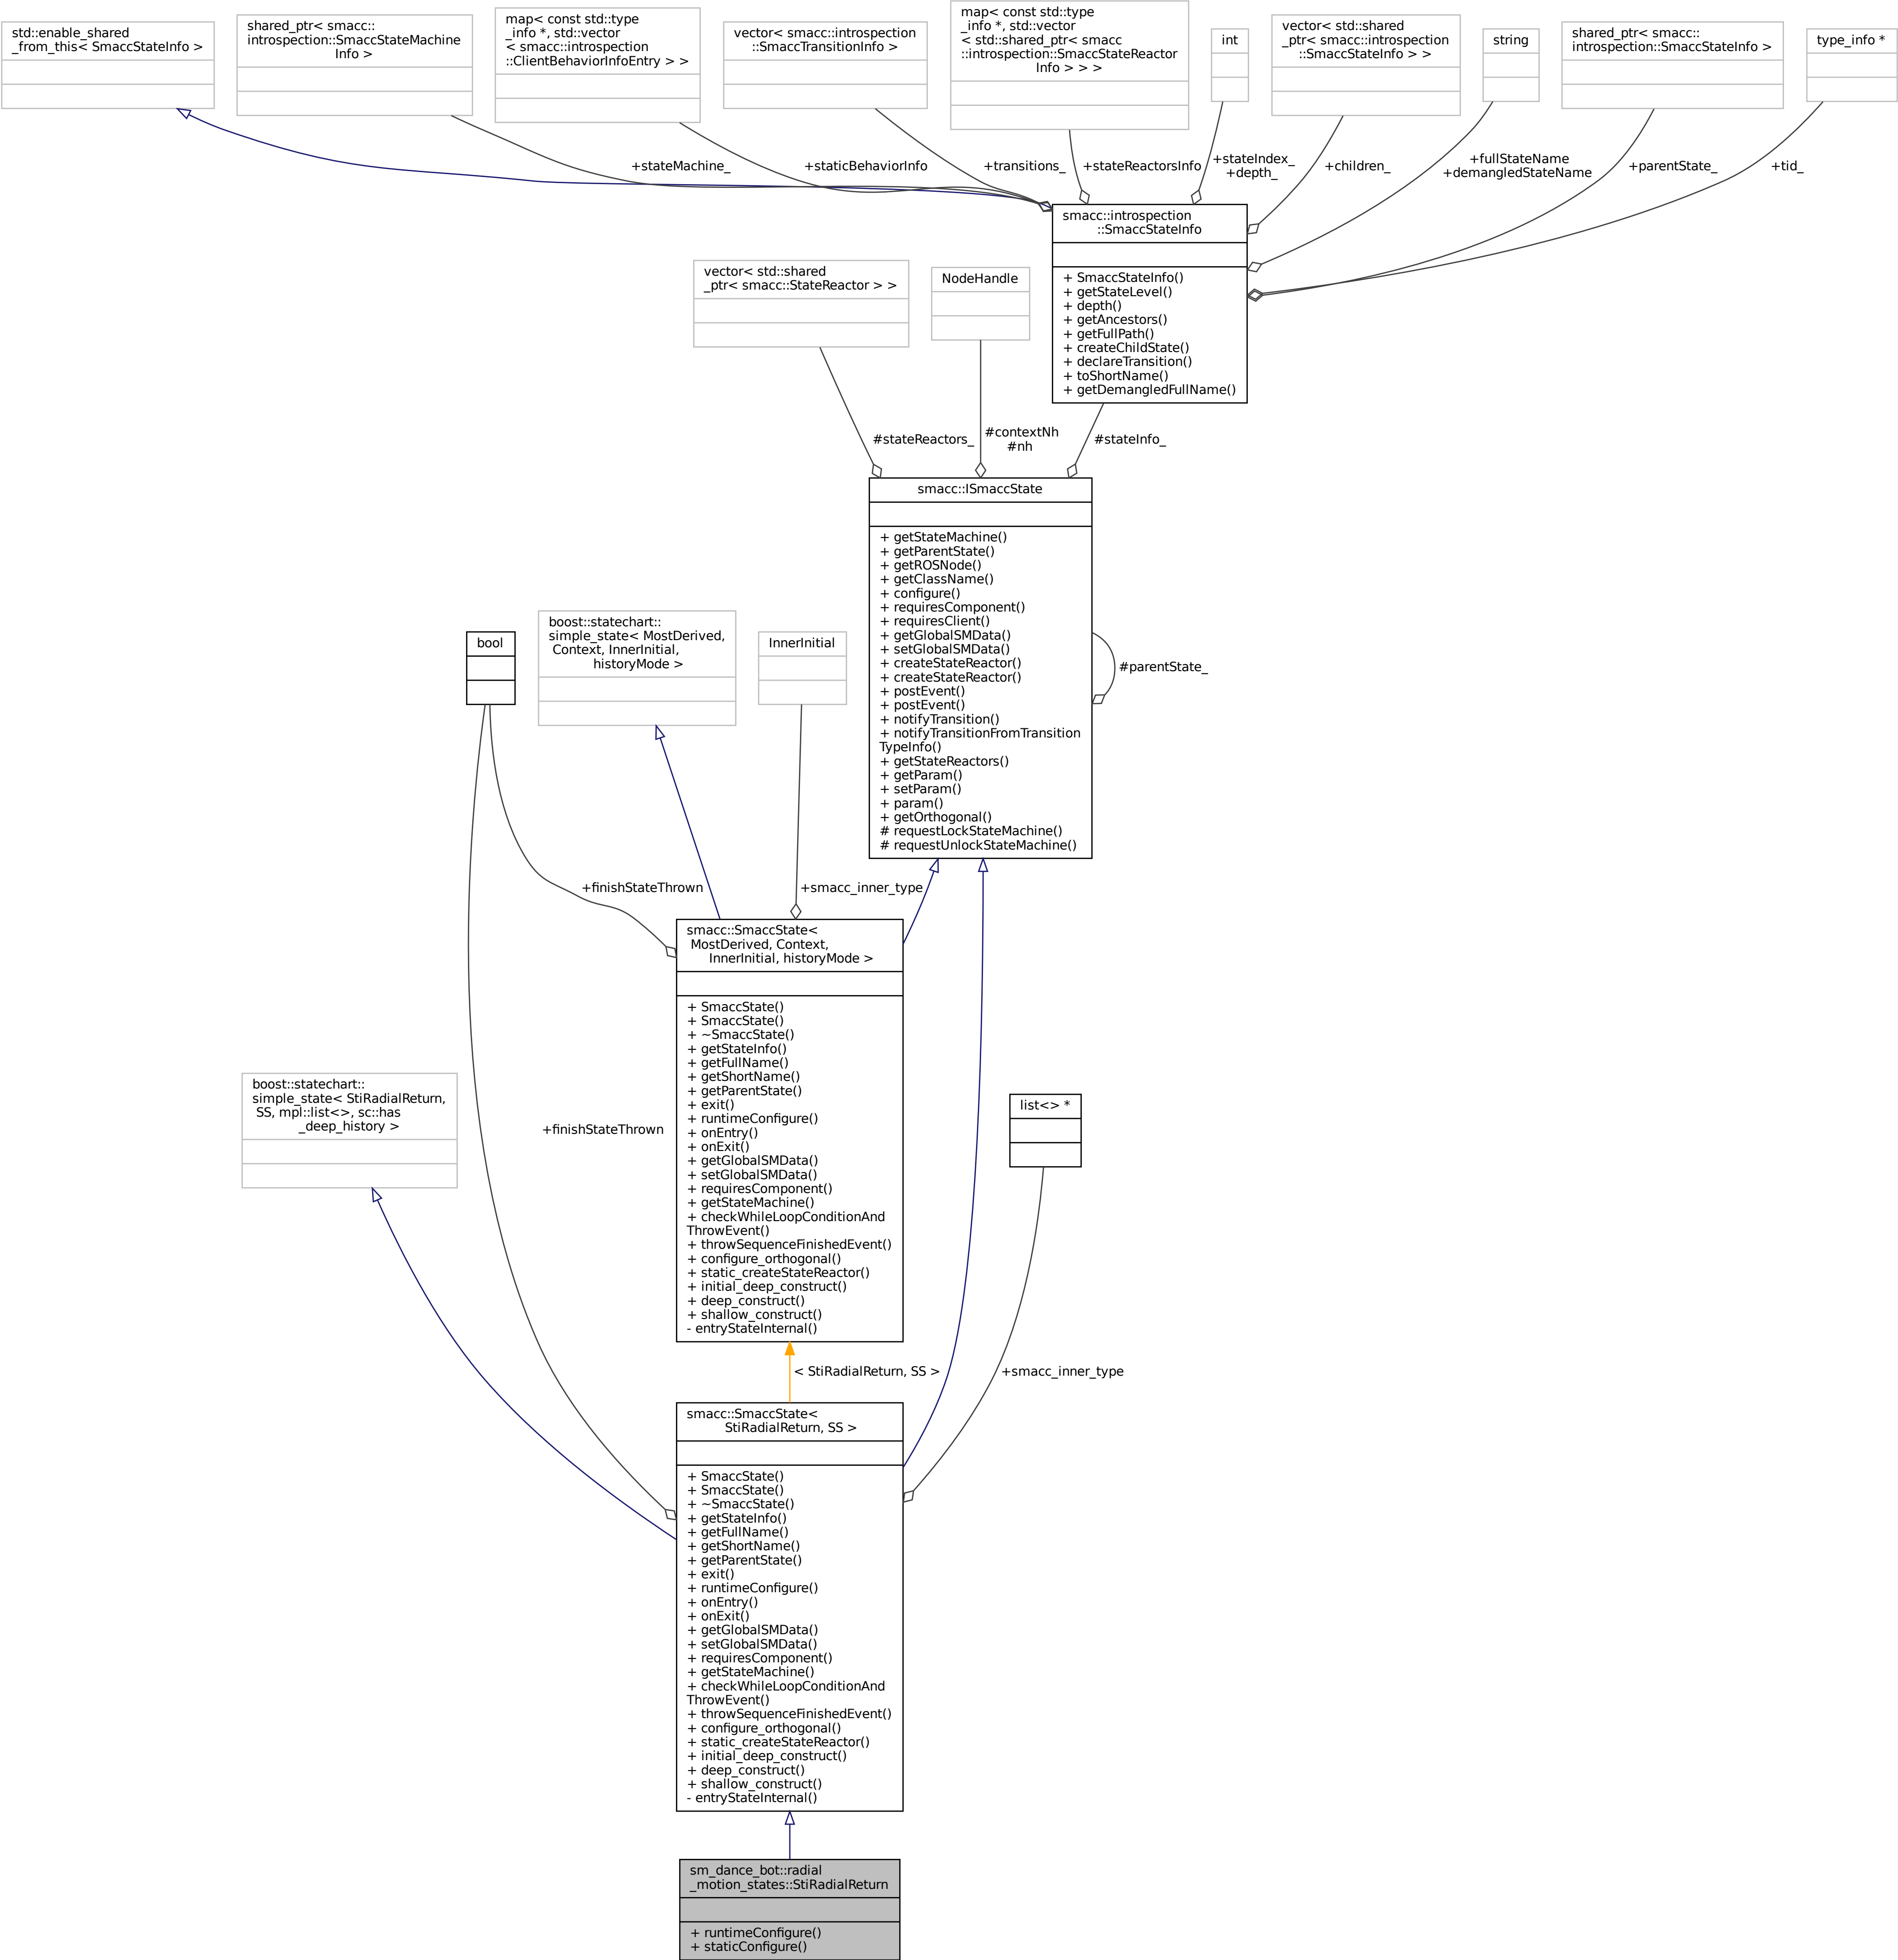 std::enable_shared
_from_this< SmaccStateInfo >
shared_ptr< smacc::
introspection::SmaccStateMachine
Info >
map< const std::type
_info *, std::vector
< smacc::introspection
::ClientBehaviorInfoEntry > >
vector< smacc::introspection
::SmaccTransitionInfo >
map< const std::type
_info *, std::vector
< std::shared_ptr< smacc
::introspection::SmaccStateReactor
Info > > >
int
vector< std::shared
_ptr< smacc::introspection
::SmaccStateInfo > >
string
shared_ptr< smacc::
introspection::SmaccStateInfo >
type_info *
+stateMachine_
+staticBehaviorInfo
+transitions_
+stateReactorsInfo
+stateIndex_
+depth_
+children_
+fullStateName
+demangledStateName
+parentState_
+tid_
smacc::introspection
::SmaccStateInfo
+ SmaccStateInfo()
+ getStateLevel()
+ depth()
+ getAncestors()
+ getFullPath()
+ createChildState()
+ declareTransition()
+ toShortName()
+ getDemangledFullName()
vector< std::shared
_ptr< smacc::StateReactor > >
NodeHandle
#stateReactors_
#contextNh
#nh
#stateInfo_
smacc::ISmaccState
+ getStateMachine()
+ getParentState()
+ getROSNode()
+ getClassName()
+ configure()
+ requiresComponent()
+ requiresClient()
+ getGlobalSMData()
+ setGlobalSMData()
+ createStateReactor()
+ createStateReactor()
+ postEvent()
+ postEvent()
+ notifyTransition()
+ notifyTransitionFromTransition
TypeInfo()
+ getStateReactors()
+ getParam()
+ setParam()
+ param()
+ getOrthogonal()
# requestLockStateMachine()
# requestUnlockStateMachine()
#parentState_
bool
boost::statechart::
simple_state< MostDerived,
Context, InnerInitial,
historyMode >
InnerInitial
+finishStateThrown
+smacc_inner_type
smacc::SmaccState<
MostDerived, Context,
InnerInitial, historyMode >
+ SmaccState()
+ SmaccState()
+ ~SmaccState()
+ getStateInfo()
+ getFullName()
+ getShortName()
+ getParentState()
+ exit()
+ runtimeConfigure()
+ onEntry()
+ onExit()
+ getGlobalSMData()
+ setGlobalSMData()
+ requiresComponent()
+ getStateMachine()
+ checkWhileLoopConditionAnd
ThrowEvent()
+ throwSequenceFinishedEvent()
+ configure_orthogonal()
+ static_createStateReactor()
+ initial_deep_construct()
+ deep_construct()
+ shallow_construct()
- entryStateInternal()
boost::statechart::
simple_state< StiRadialReturn,
SS, mpl::list<>, sc::has
_deep_history >
+finishStateThrown
list<> *
< StiRadialReturn, SS >
+smacc_inner_type
smacc::SmaccState<
StiRadialReturn, SS >
+ SmaccState()
+ SmaccState()
+ ~SmaccState()
+ getStateInfo()
+ getFullName()
+ getShortName()
+ getParentState()
+ exit()
+ runtimeConfigure()
+ onEntry()
+ onExit()
+ getGlobalSMData()
+ setGlobalSMData()
+ requiresComponent()
+ getStateMachine()
+ checkWhileLoopConditionAnd
ThrowEvent()
+ throwSequenceFinishedEvent()
+ configure_orthogonal()
+ static_createStateReactor()
+ initial_deep_construct()
+ deep_construct()
+ shallow_construct()
- entryStateInternal()
sm_dance_bot::radial
_motion_states::StiRadialReturn
+ runtimeConfigure()
+ staticConfigure()